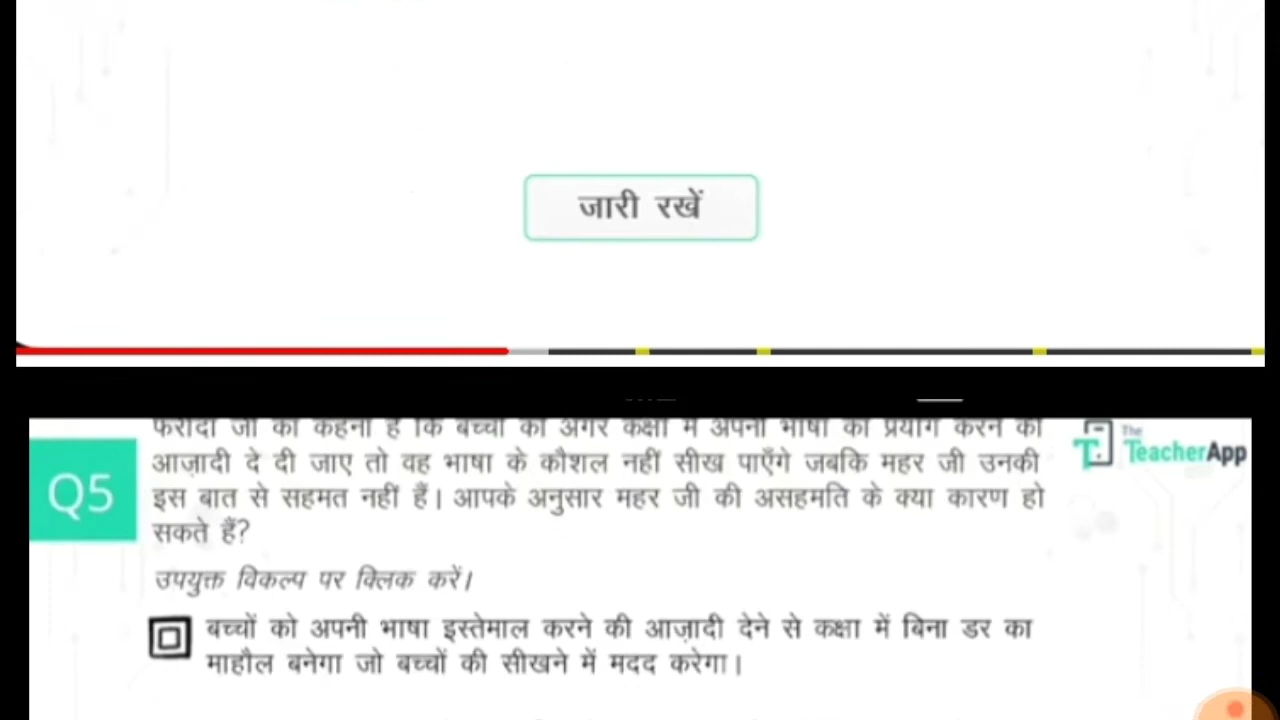 जारी रखें
फरीदा जी का कहना है कि बच्चों को अगर कक्षा में अपनी भाषा का प्रयोग करने की
The TeacherApp
Q5
आज़ादी दे दी जाए तो वह भाषा के कौशल नहीं सीख पाएँगे जबकि महर जी उनकी
इस बात से सहमत नहीं हैं। आपके अनुसार महर जी की असहमति के क्या कारण हो
सकते हैं?
उपयुक्त विकल्प पर क्लिक करें।
बच्चों को अपनी भाषा इस्तेमाल करने की आज़ादी देने से कक्षा में बिना डर का
माहौल बनेगा जो बच्चों की सीखने में मदद करेगा।